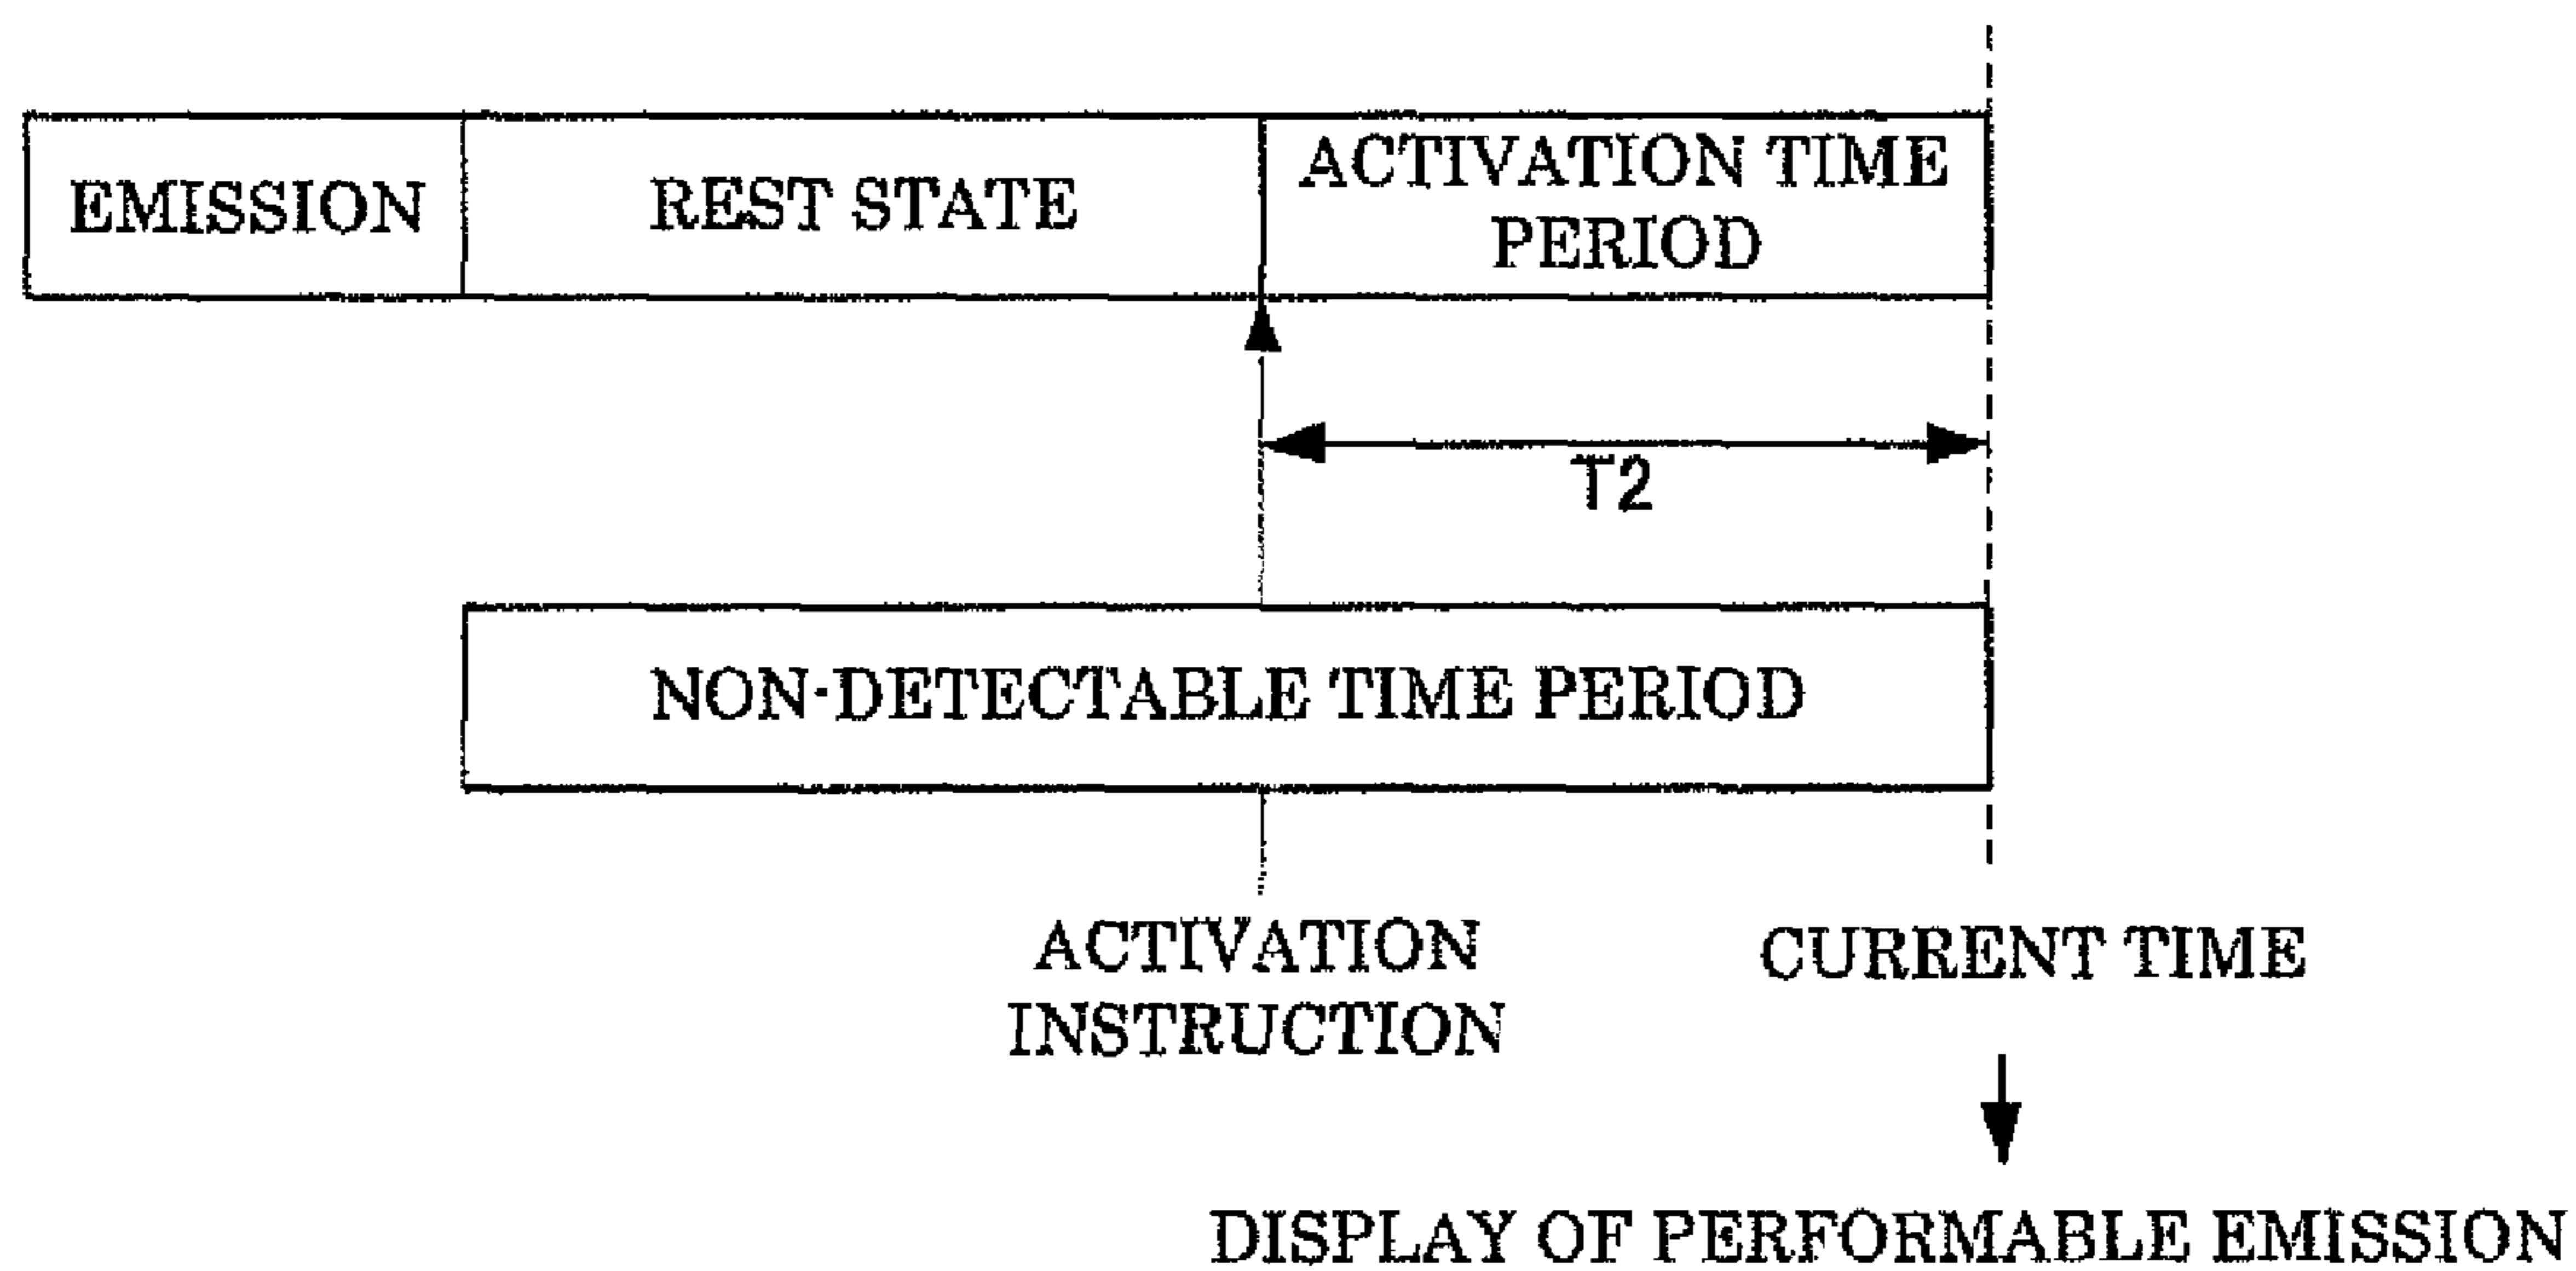 EMISSION
REST STATE
ACTIVATION TIME
PERIOD
T2
NON-DETECTABLE TIME PERIOD
ACTIVATION
INSTRUCTION
CURRENT TIME
DISPLAY OF PERFORMABLE EMISSION